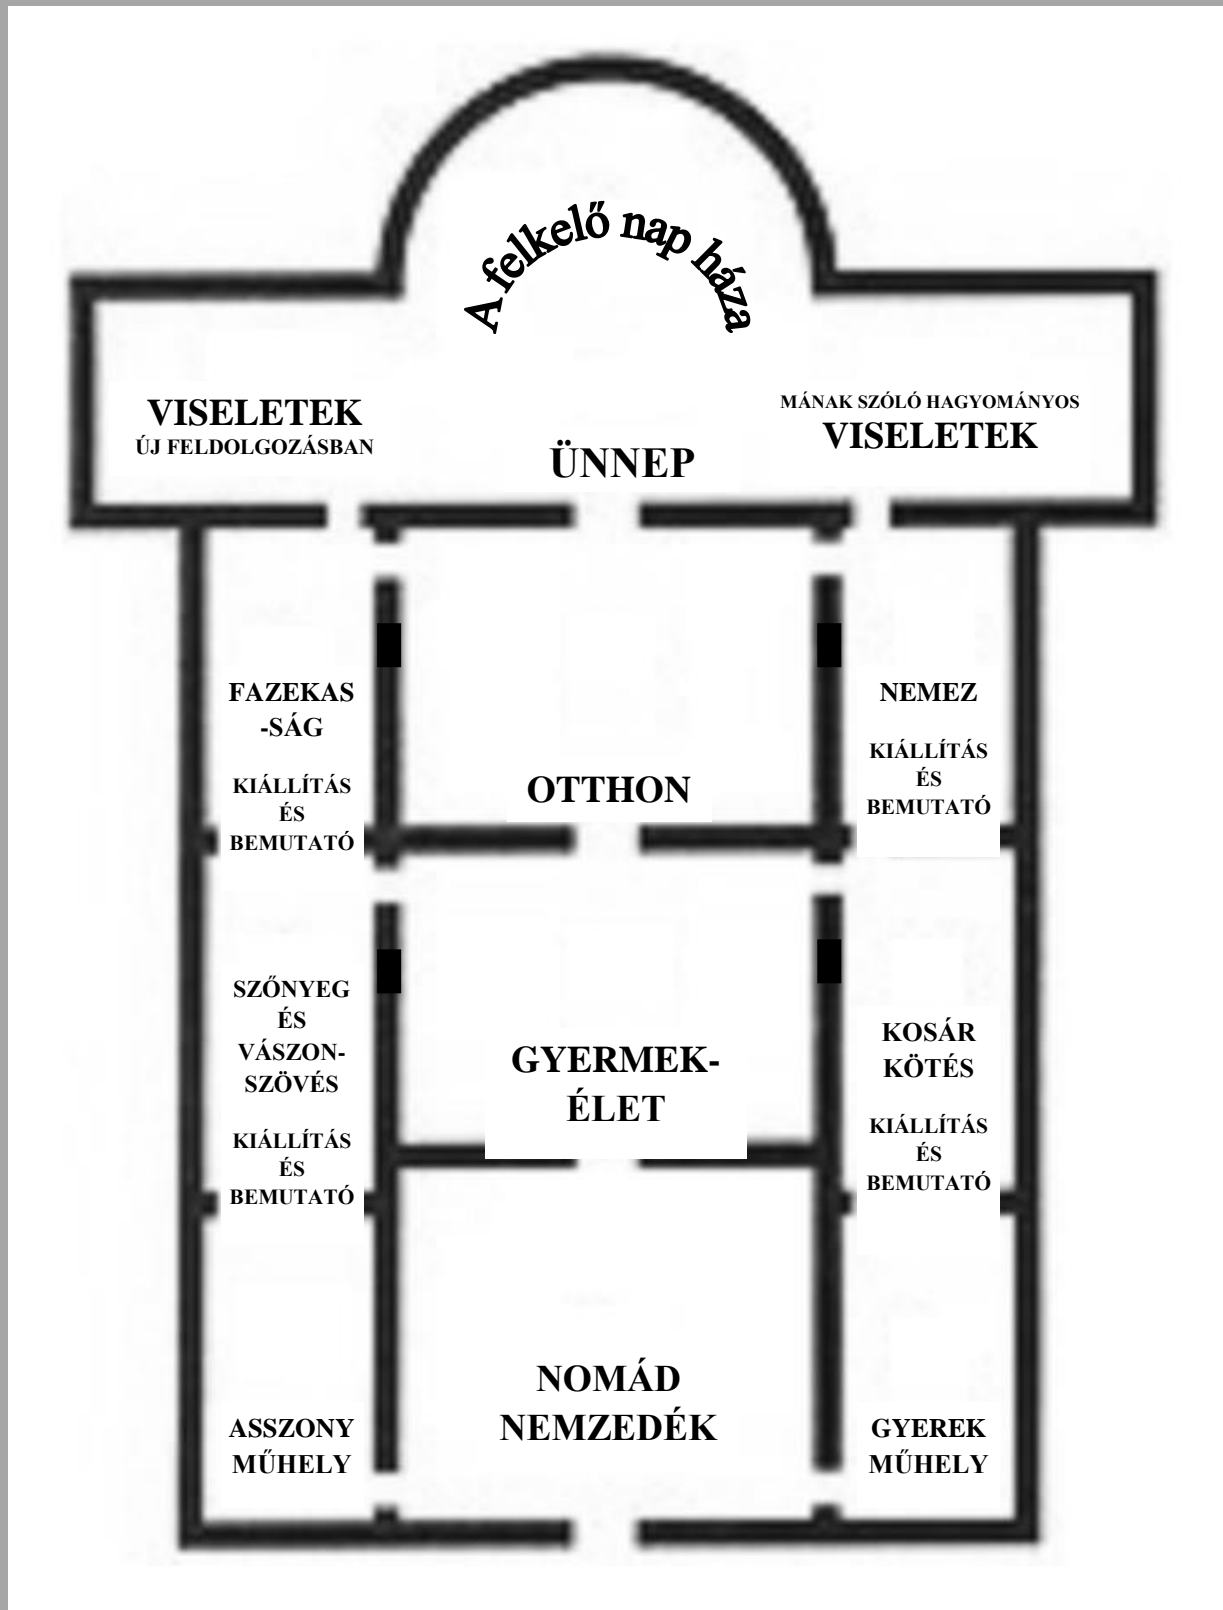 A felkelő nap háza
VISELETEK
ÚJ FELDOLGOZÁSBAN
MÁNAK SZÓLÓ HAGYOMÁNYOS
VISELETEK
ÜNNEP
FAZEKAS
-SÁG
KIÁLLÍTÁS
ÉS
BEMUTATÓ
OTTHON
NEMEZ
KIÁLLÍTÁS
ÉS
BEMUTATÓ
SZŐNYEG
ÉS
VÁSZON-
SZÖVÉS
KIÁLLÍTÁS
ÉS
BEMUTATÓ
GYERMEK-
ÉLET
KOSÁR
KÖTÉS
KIÁLLÍTÁS
ÉS
BEMUTATÓ
ASSZONY
MŰHELY
NOMÁD
NEMZEDÉK
GYEREK
MŰHELY